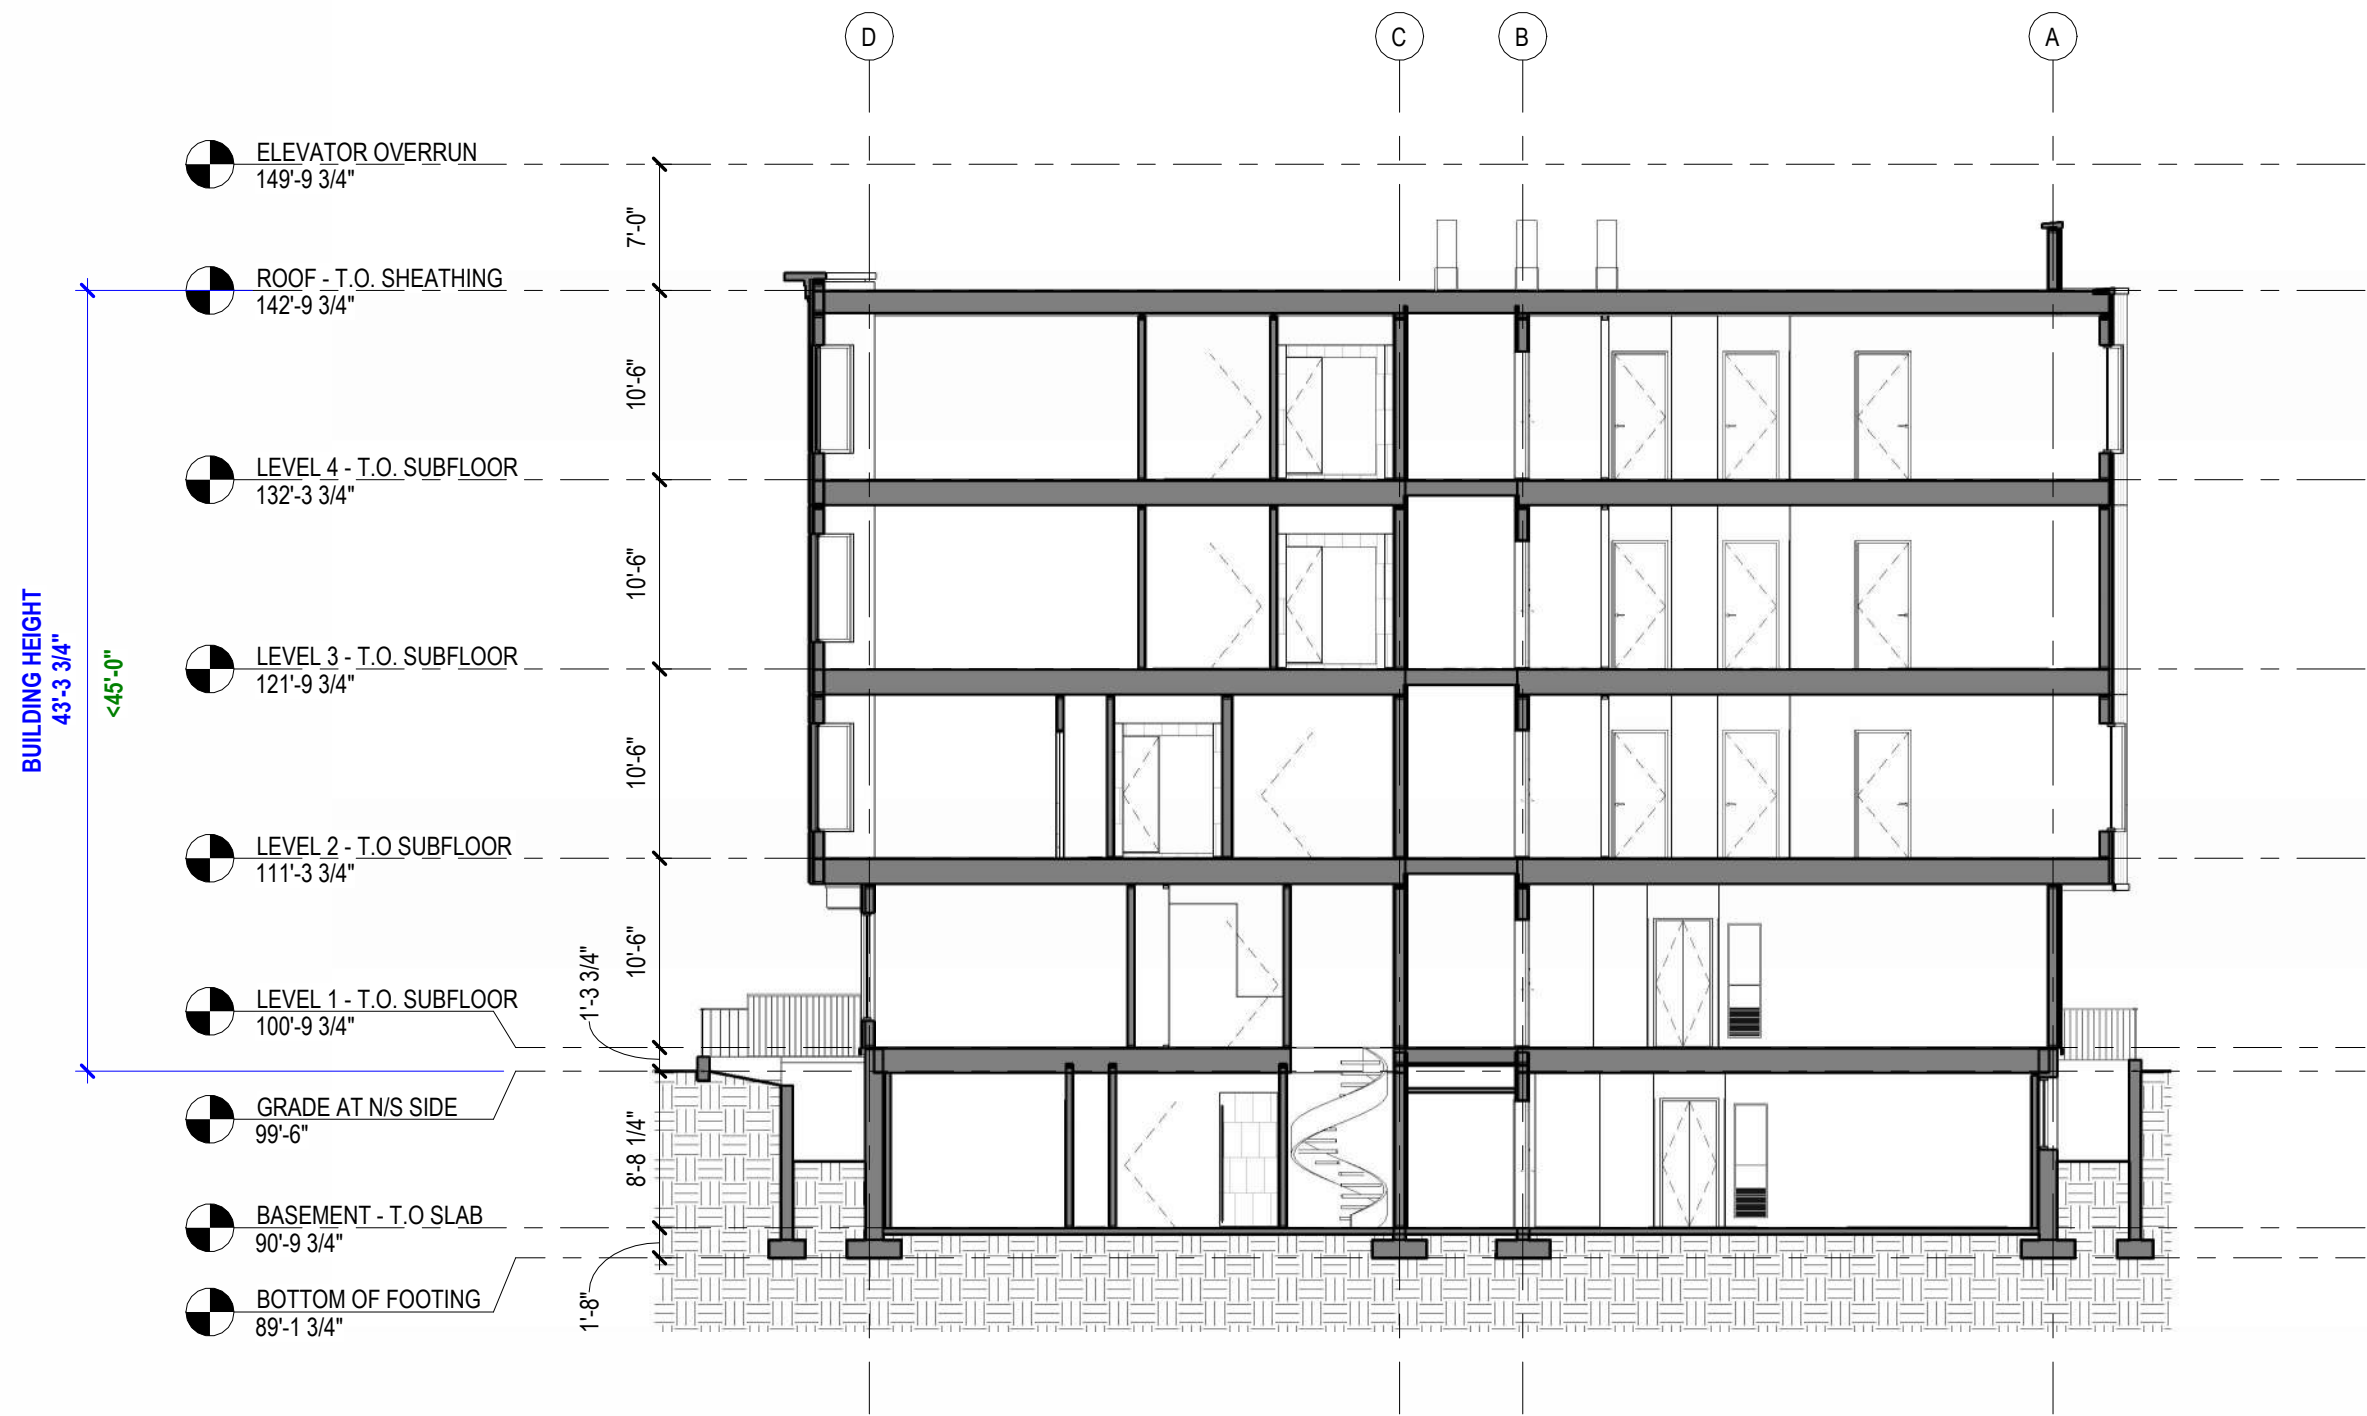 D
C
B
A
ELEVATOR OVERRUN
149'-9 3/4"
7'-0"
ROOF - T.O. SHEATHING
142'-9 3/4"
10'-6"
LEVEL 4 - T.O. SUBFLOOR
132'-3 3/4"
10'-6"
BUILDING HEIGHT
43'-3 3/4"
<45'-0"
LEVEL 3 - T.O. SUBFLOOR
121'-9 3/4"
10'-6"
LEVEL 2 - T.O SUBFLOOR
111'-3 3/4"
10'-6"
1'-3 3/4"
LEVEL 1 - T.O. SUBFLOOR
100'-9 3/4"
GRADE AT N/S SIDE
99'-6"
8'-8 1/4"
BASEMENT - T.O SLAB
90'-9 3/4"
1'-8"
BOTTOM OF FOOTING
89'-1 3/4"